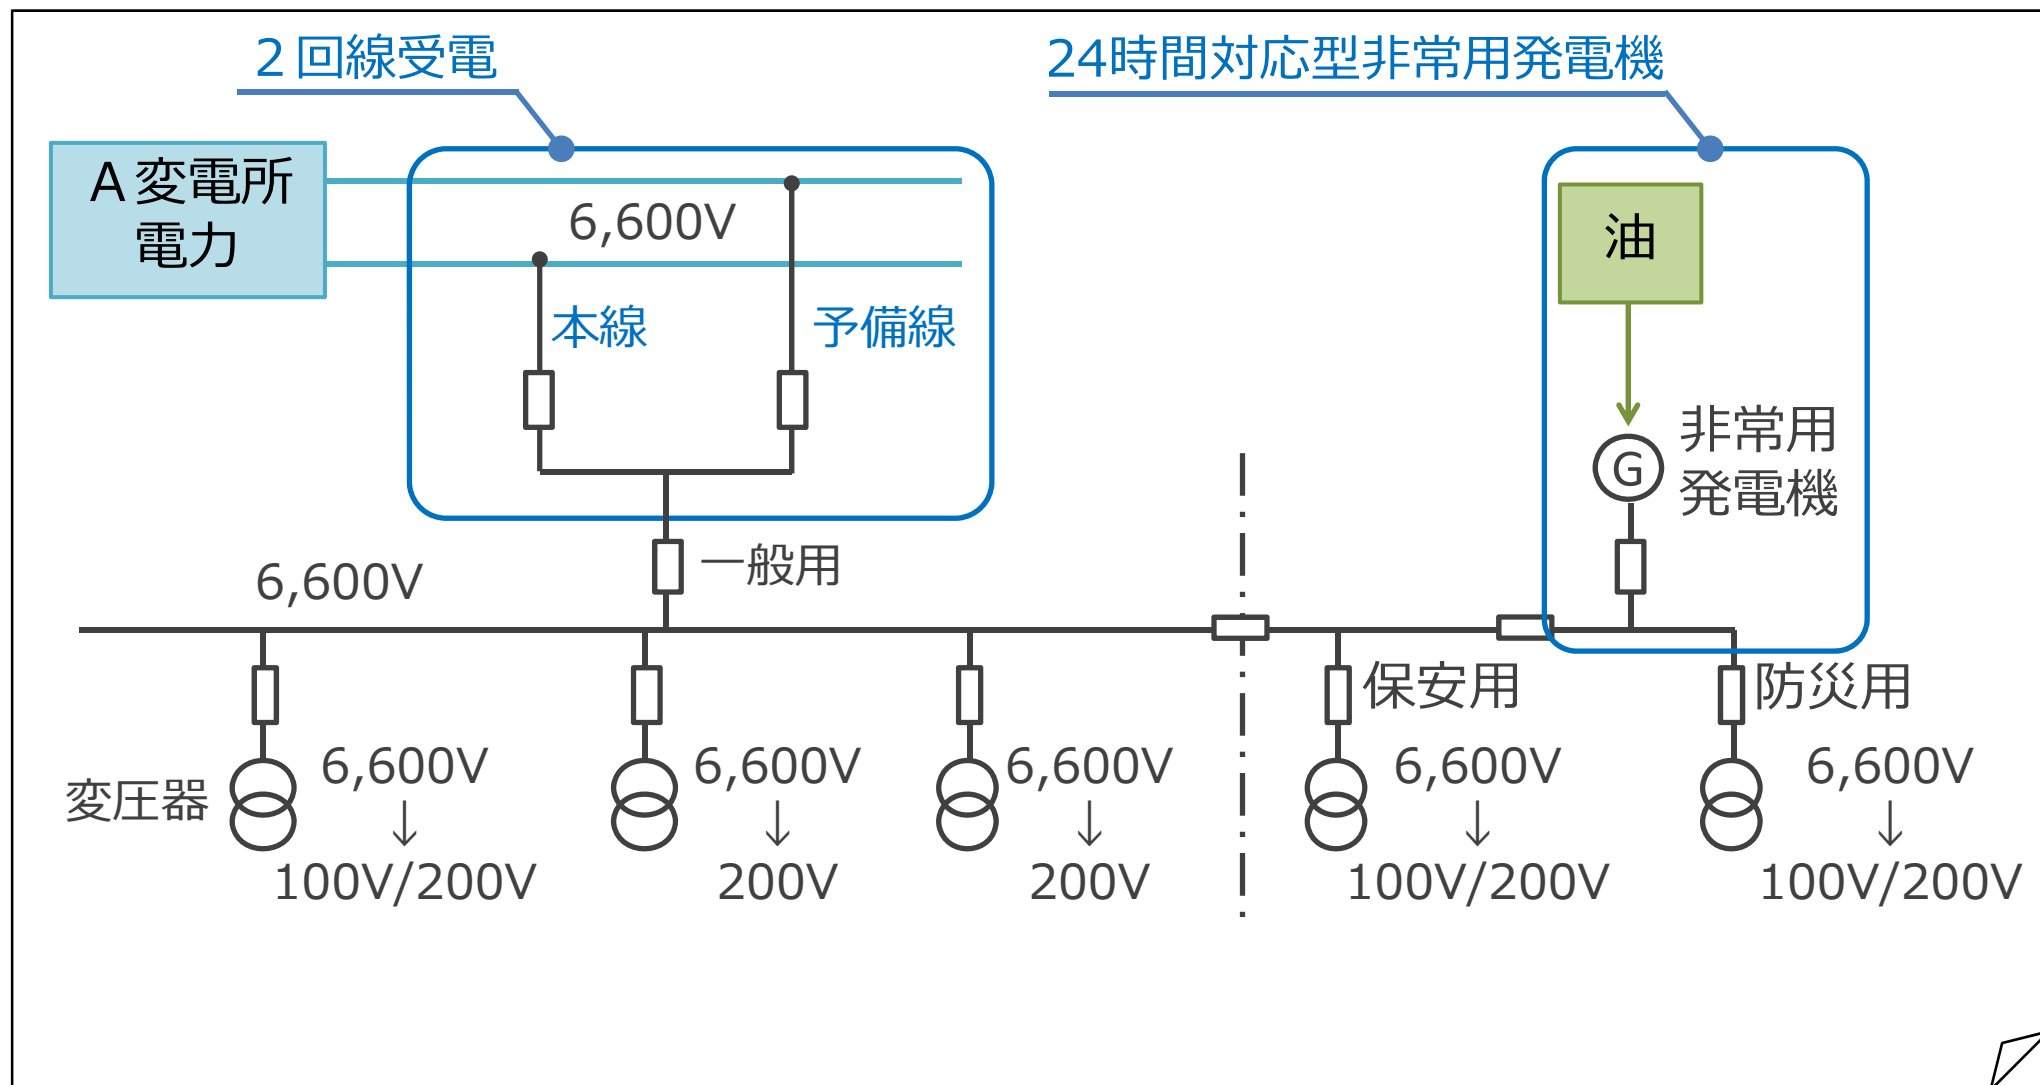 2回線受電
24時間対応型非常用発電機
A変電所
電力
6,600V
本線
予備線
油
G
非常用
発電機
一般用
6,600V
保安用
防災用
変圧器
6,600V
↓
100V/200V
6,600V
↓
200V
6,600V
↓
200V
6,600V
↓
100V/200V
6,600V
↓
100V/200V